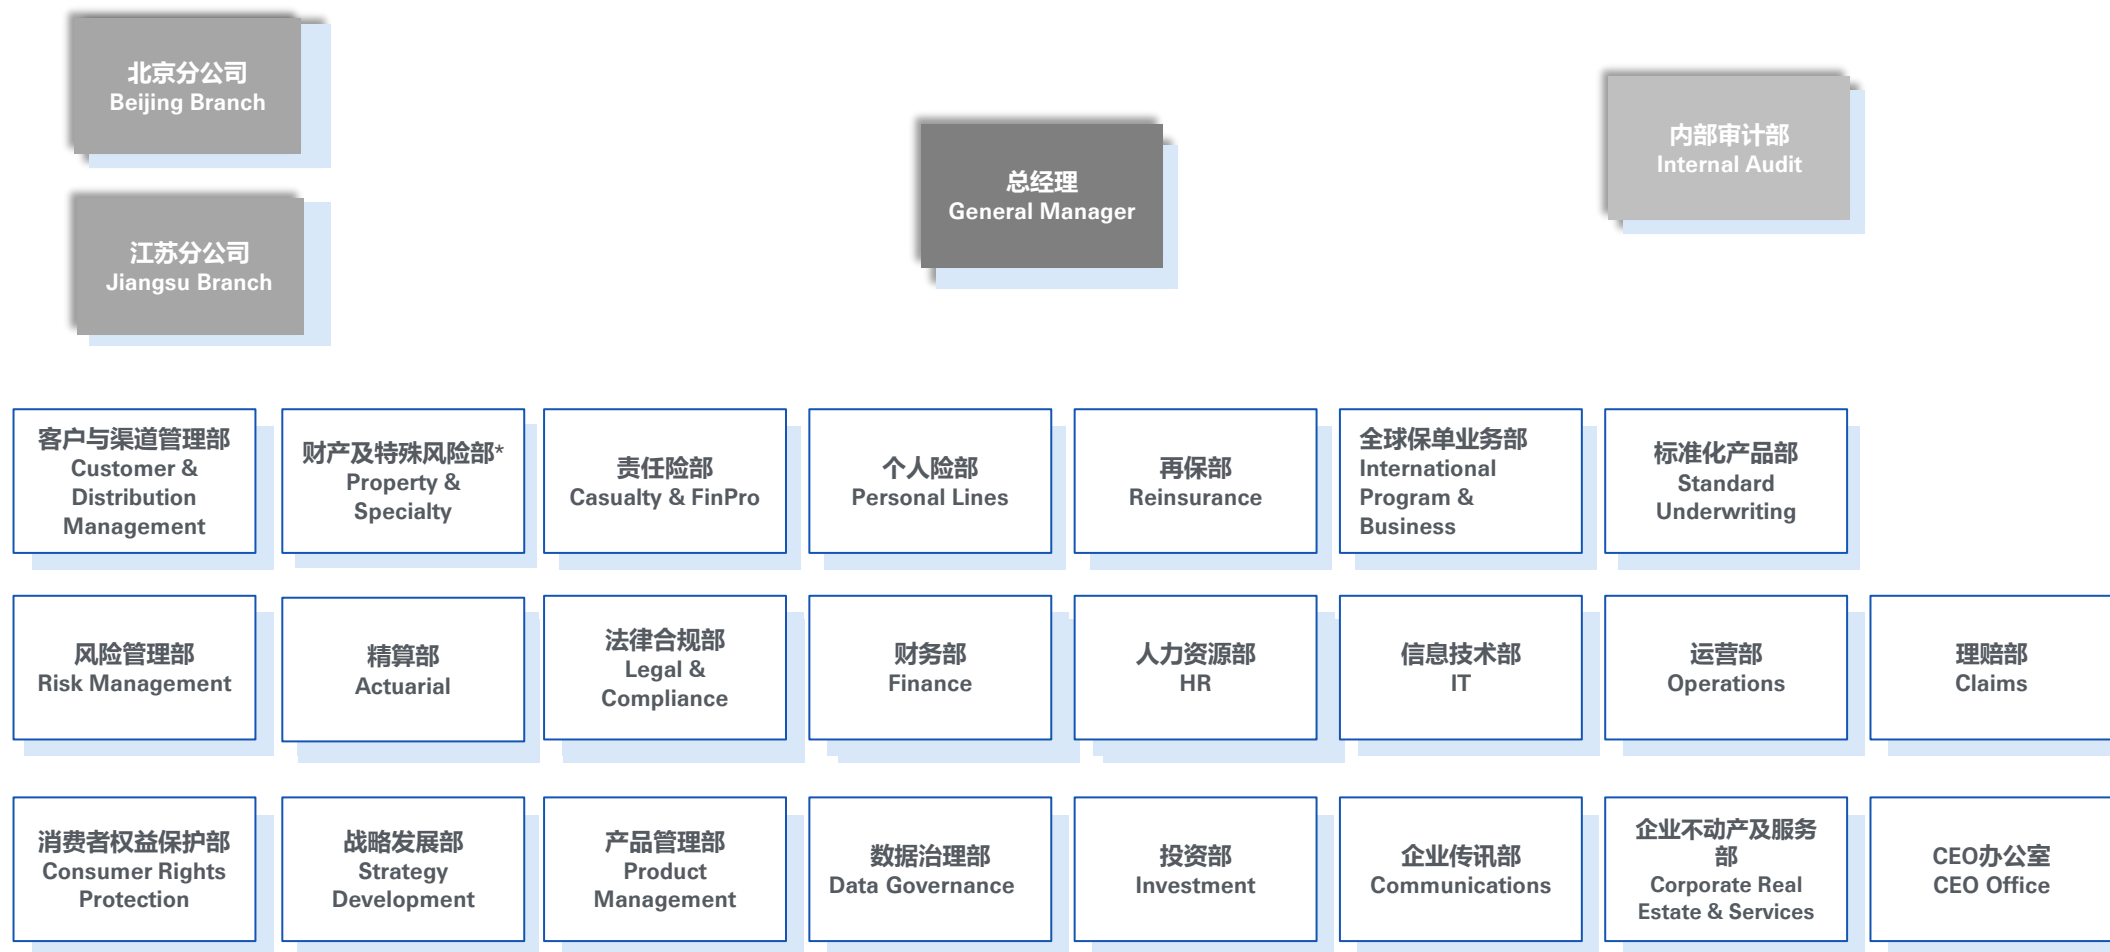 北京分公司
Beijing Branch
江苏分公司
Jiangsu Branch
总经理
General Manager
内部审计部
Internal Audit
客户与渠道管理部
Customer &
Distribution
Management
财产及特殊风险部*
Property &
Specialty
责任险部
Casualty & FinPro
个人险部
Personal Lines
再保部
Reinsurance
全球保单业务部
International
Program &
Business
标准化产品部
Standard
Underwriting
风险管理部
Risk Management
精算部
Actuarial
法律合规部
Legal &
Compliance
财务部
Finance
人力资源部
HR
信息技术部
IT
运营部
Operations
理赔部
Claims
消费者权益保护部
Consumer Rights
Protection
战略发展部
Strategy
Development
产品管理部
Product
Management
数据治理部
Data Governance
投资部
Investment
企业传讯部
Communications
企业不动产及服务
部
Corporate Real
Estate & Services
CEO办公室
CEO Office